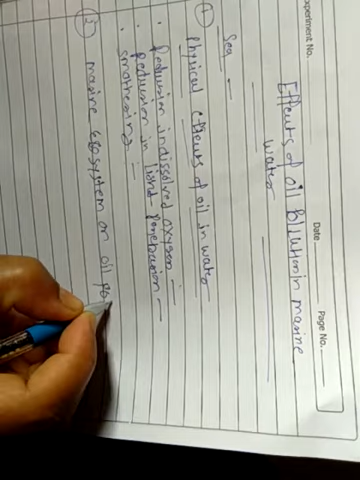 Experiment No.
Date
Page No.
Effects of oil Pollution in marine
water
Sea -
① Physical effects of oil in water
• Reduction in dissolved oxygen :-
• Reduction in light Penetration -
• Smothering :-
② marine ecosystem on oil po